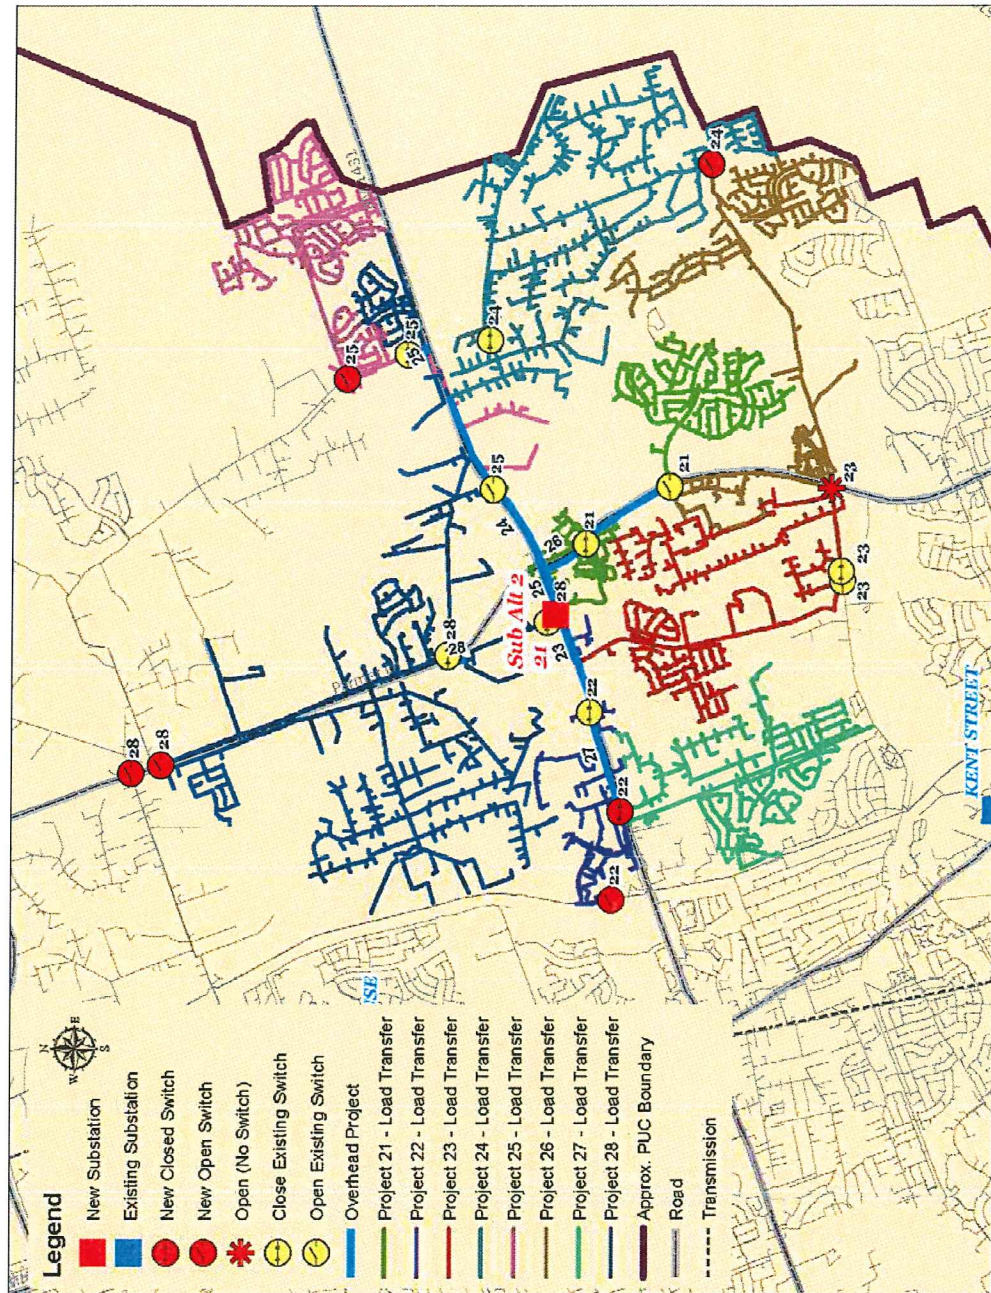 Legend
New Substation
Existing Substation
New Closed Switch
New Open Switch
Open (No Switch)
Close Existing Switch
Open Existing Switch
Overhead Project
Project 21 - Load Transfer
Project 22 - Load Transfer
Project 23 - Load Transfer
Project 24 - Load Transfer
Project 25 - Load Transfer
Project 26 - Load Transfer
Project 27 - Load Transfer
Project 28 - Load Transfer
Approx. PUC Boundary
Road
Transmission
N
E
S
W
USE
KENT STREET
Sub Alt 2
21
28
28
28
28
25
25
25
25
25
24
24
24
26
21
21
28
23
22
27
22
22
23
23
23
1431